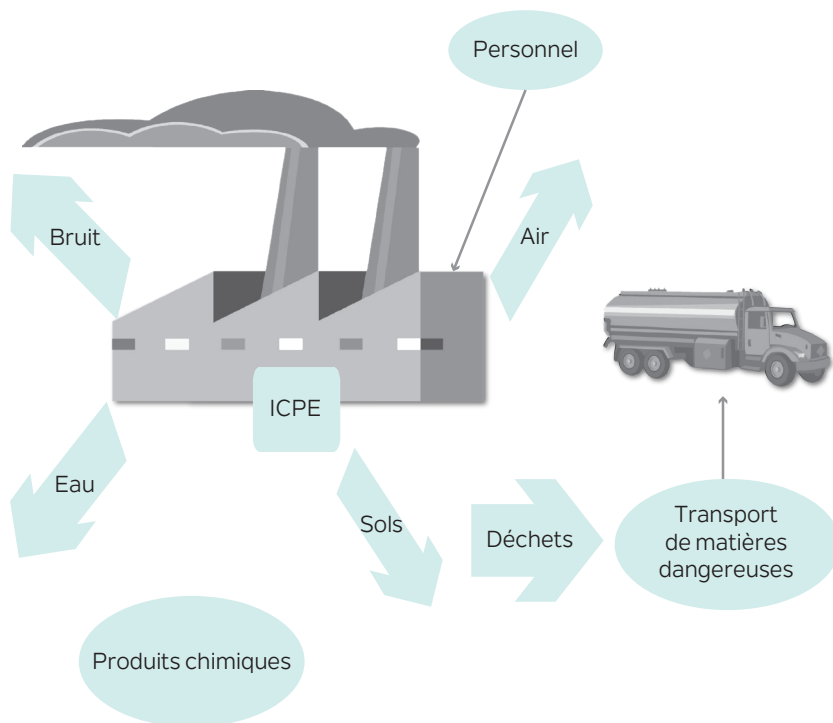 Personnel
Bruit
Air
ICPE
Eau
Sols
Déchets
Transport
de matières
dangereuses
Produits chimiques